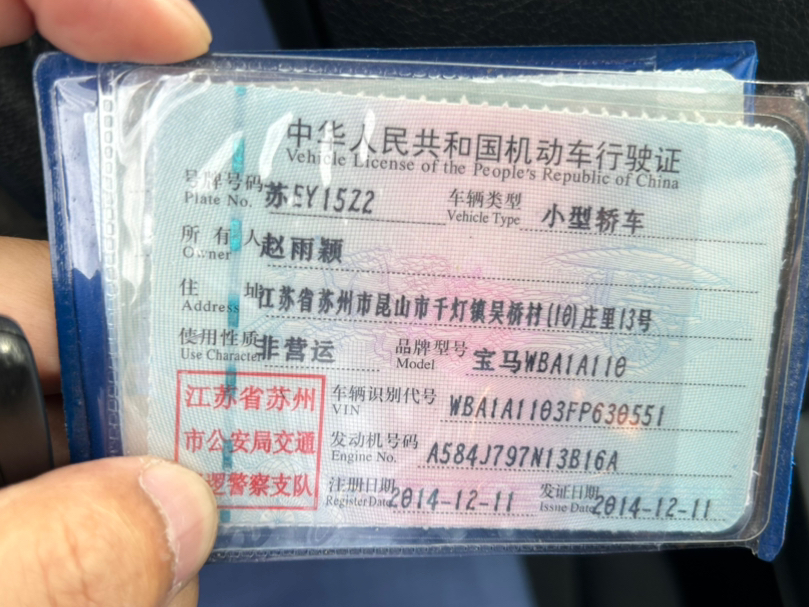 中华人民共和国机动车行驶证
Vehicle License of the People's Republic of China
号牌号码 苏EY15Z2 车辆类型 小型轿车
Plate No. Vehicle Type
所有人 赵雨颖
Owner
住址 江苏省苏州市昆山市千灯镇吴桥村(10)庄里13号
Address
使用性质 非营运 品牌型号 宝马WBA1A110
Use Character Model
江苏省苏州
市公安局交通
警察支队
车辆识别代号 WBA1A1103FP630551
VIN
发动机号码 A584J797N13B16A
Engine No.
注册日期 2014-12-11 发证日期 2014-12-11
Register Date Issue Date